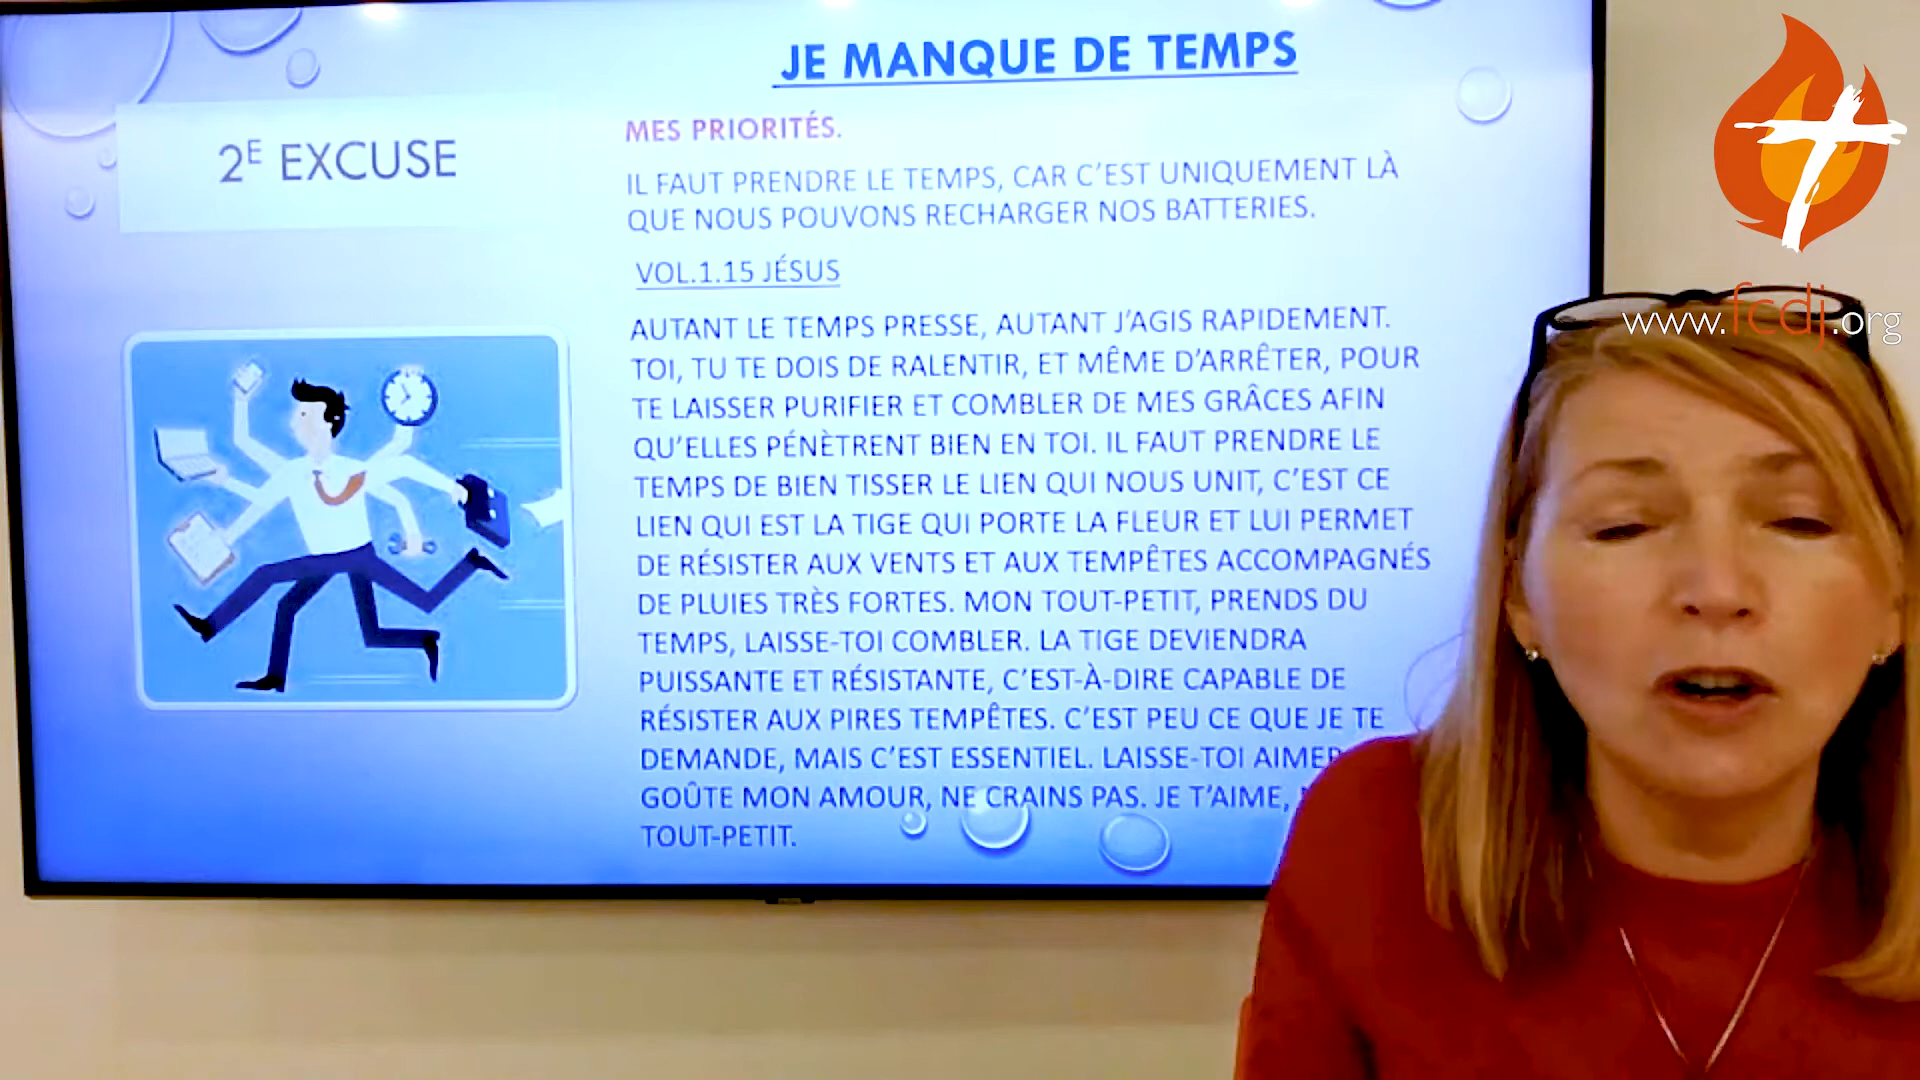 JE MANQUE DE TEMPS
2E EXCUSE
MES PRIORITÉS.
IL FAUT PRENDRE LE TEMPS, CAR C'EST UNIQUEMENT LÀ
QUE NOUS POUVONS RECHARGER NOS BATTERIES.
VOL.1.15 JÉSUS
AUTANT LE TEMPS PRESSE, AUTANT J'AGIS RAPIDEMENT.
TOI, TU TE DOIS DE RALENTIR, ET MÊME D'ARRÊTER, POUR
TE LAISSER PURIFIER ET COMBLER DE MES GRÂCES AFIN
QU'ELLES PÉNÈTRENT BIEN EN TOI. IL FAUT PRENDRE LE
TEMPS DE BIEN TISSER LE LIEN QUI NOUS UNIT, C'EST CE
LIEN QUI EST LA TIGE QUI PORTE LA FLEUR ET LUI PERMET
DE RÉSISTER AUX VENTS ET AUX TEMPÊTES ACCOMPAGNÉS
DE PLUIES TRÈS FORTES. MON TOUT-PETIT, PRENDS DU
TEMPS, LAISSE-TOI COMBLER. LA TIGE DEVIENDRA
PUISSANTE ET RÉSISTANTE, C'EST-À-DIRE CAPABLE DE
RÉSISTER AUX PIRES TEMPÊTES. C'EST PEU CE QUE JE TE
DEMANDE, MAIS C'EST ESSENTIEL. LAISSE-TOI AIMER
GOÛTE MON AMOUR, NE CRAINS PAS. JE T'AIME,
TOUT-PETIT.
www.fcdj.org